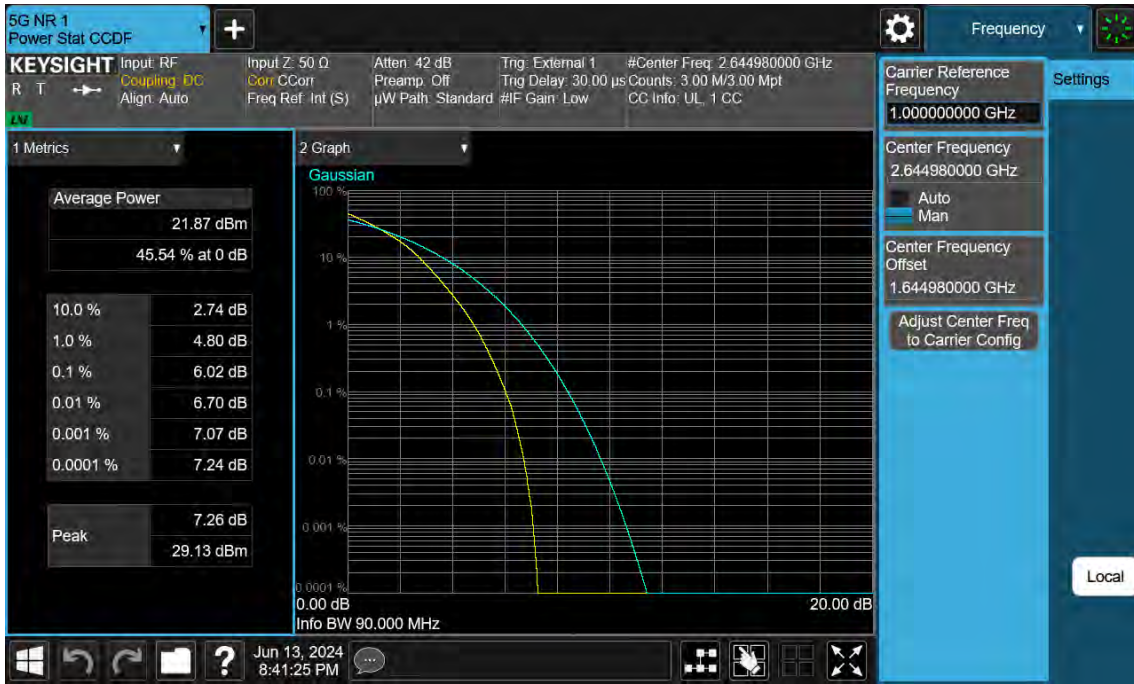 5G NR 1
Power Stat CCDF
+
Frequency
KEYSIGHT
R T
LXI
Input: RF
Coupling: DC
Align: Auto
Input Z: 50 Ω
Corr CCorr
Freq Ref: Int (S)
Atten: 42 dB
Preamp: Off
µW Path: Standard
Trig: External 1
Trig Delay: 30.00 µs
#IF Gain: Low
#Center Freq: 2.644980000 GHz
Counts: 3.00 M/3.00 Mpt
CC Info: UL, 1 CC
1 Metrics
Average Power
21.87 dBm
45.54 % at 0 dB
10.0 % 2.74 dB
1.0 % 4.80 dB
0.1 % 6.02 dB
0.01 % 6.70 dB
0.001 % 7.07 dB
0.0001 % 7.24 dB
Peak
7.26 dB
29.13 dBm
2 Graph
Gaussian
100 %
10 %
1 %
0.1 %
0.01 %
0.001 %
0.0001 %
0.00 dB 20.00 dB
Info BW 90.000 MHz
Carrier Reference
Frequency
1.000000000 GHz
Center Frequency
2.644980000 GHz
Auto
Man
Center Frequency
Offset
1.644980000 GHz
Adjust Center Freq
to Carrier Config
Settings
Local
?
Jun 13, 2024
8:41:25 PM